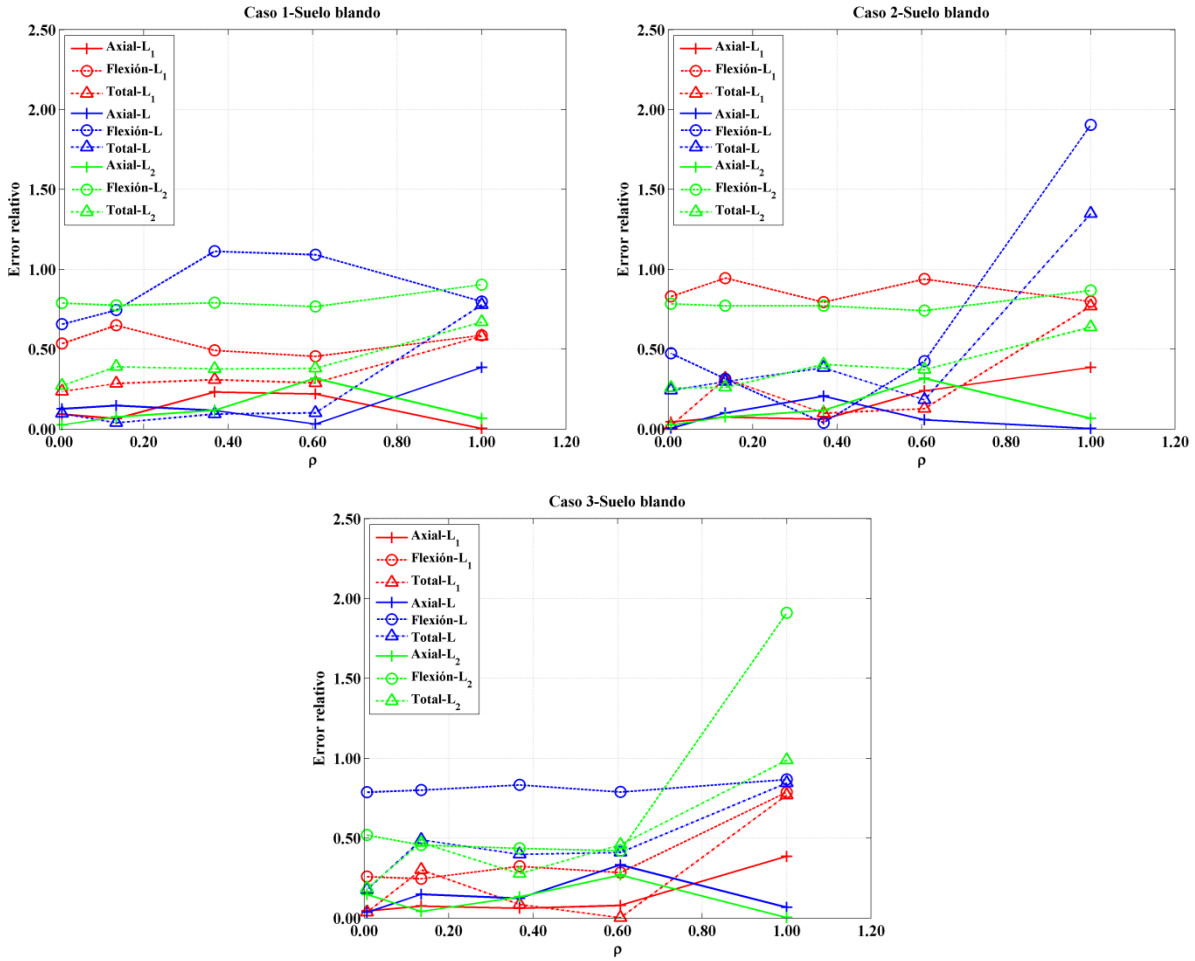 Caso 1-Suelo blando
2.50
2.00
1.50
1.00
0.50
0.00
Error relativo
Axial-L₁
Flexión-L₁
Total-L₁
Axial-L
Flexión-L
Total-L
Axial-L₂
Flexión-L₂
Total-L₂
0.00 0.20 0.40 0.60 0.80 1.00 1.20
ρ
Caso 2-Suelo blando
2.50
2.00
1.50
1.00
0.50
0.00
Error relativo
Axial-L₁
Flexión-L₁
Total-L₁
Axial-L
Flexión-L
Total-L
Axial-L₂
Flexión-L₂
Total-L₂
0.00 0.20 0.40 0.60 0.80 1.00 1.20
ρ
Caso 3-Suelo blando
2.50
2.00
1.50
1.00
0.50
0.00
Error relativo
Axial-L₁
Flexión-L₁
Total-L₁
Axial-L
Flexión-L
Total-L
Axial-L₂
Flexión-L₂
Total-L₂
0.00 0.20 0.40 0.60 0.80 1.00 1.20
ρ